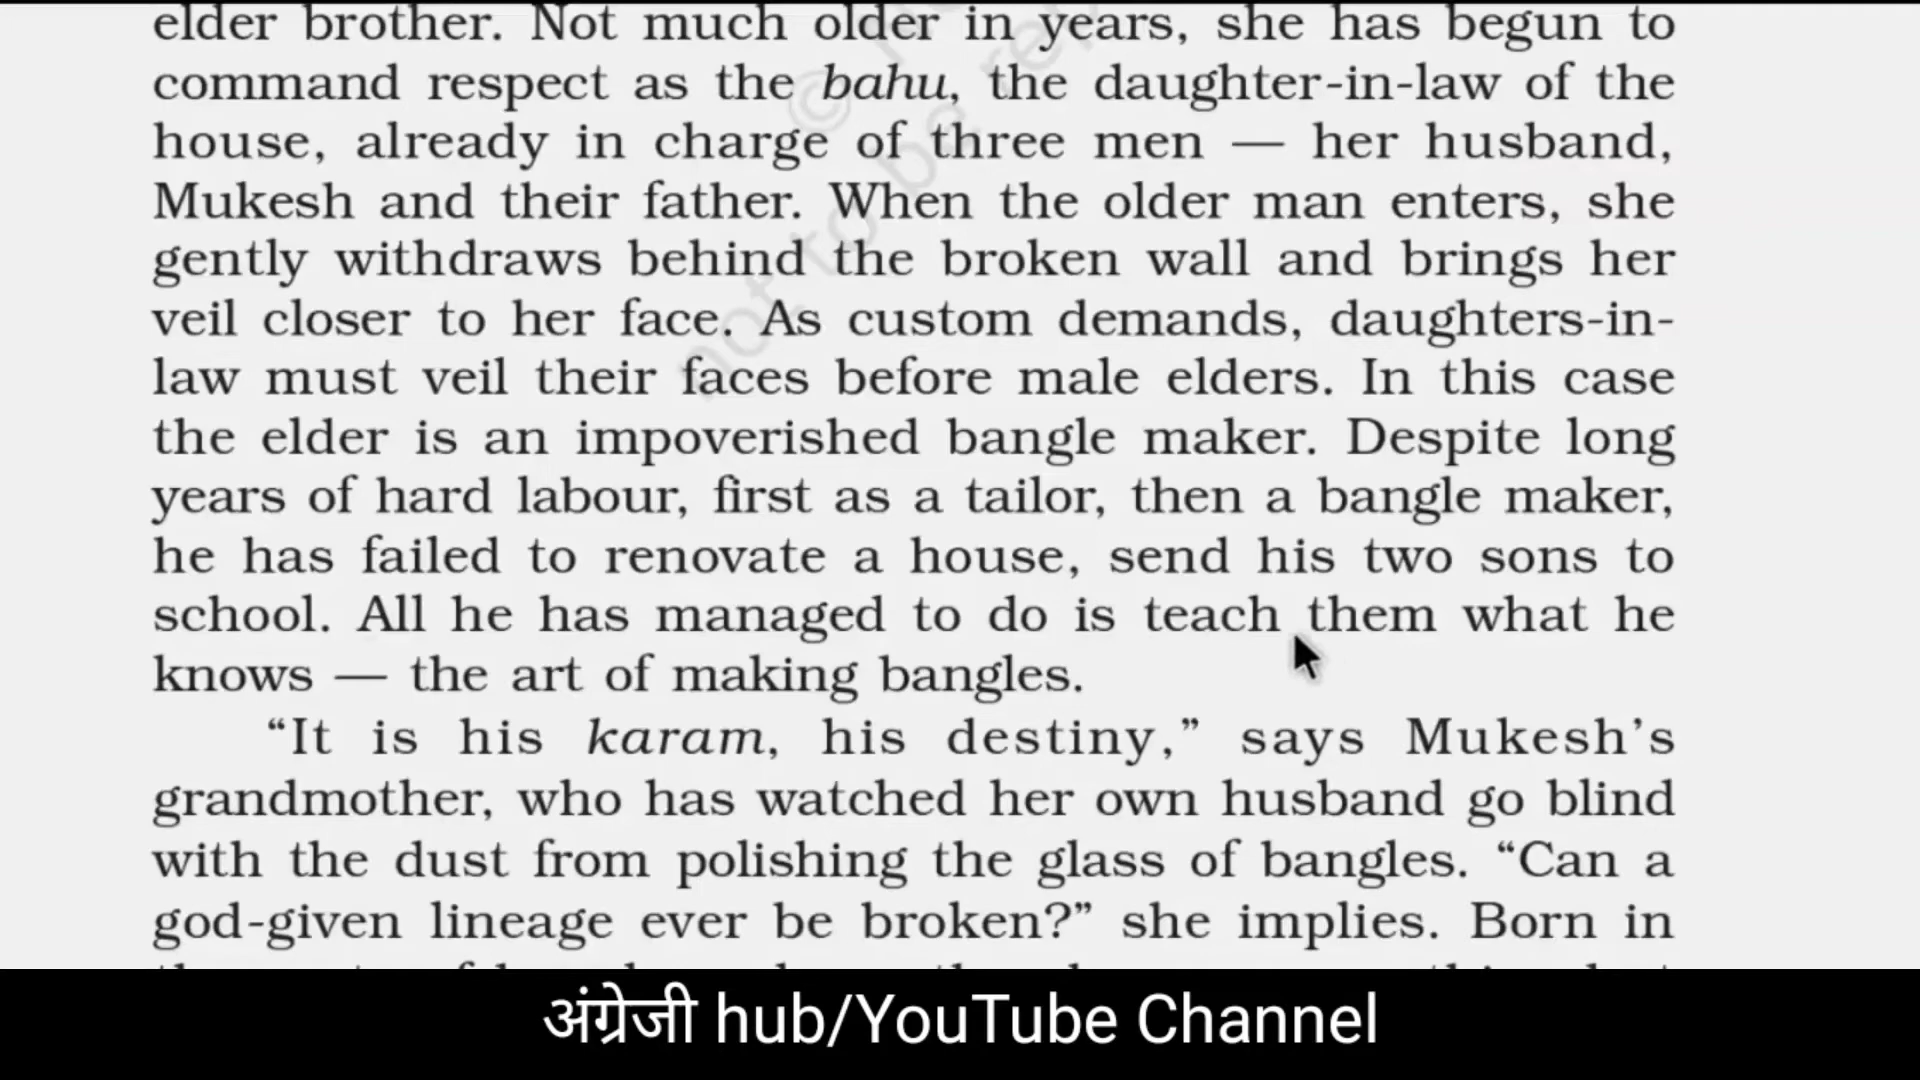 elder brother. Not much older in years, she has begun to
command respect as the bahu, the daughter-in-law of the
house, already in charge of three men — her husband,
Mukesh and their father. When the older man enters, she
gently withdraws behind the broken wall and brings her
veil closer to her face. As custom demands, daughters-in-
law must veil their faces before male elders. In this case
the elder is an impoverished bangle maker. Despite long
years of hard labour, first as a tailor, then a bangle maker,
he has failed to renovate a house, send his two sons to
school. All he has managed to do is teach them what he
knows — the art of making bangles.
“It is his karam, his destiny,” says Mukesh’s
grandmother, who has watched her own husband go blind
with the dust from polishing the glass of bangles. “Can a
god-given lineage ever be broken?” she implies. Born in
अंग्रेजी hub/YouTube Channel
not to be